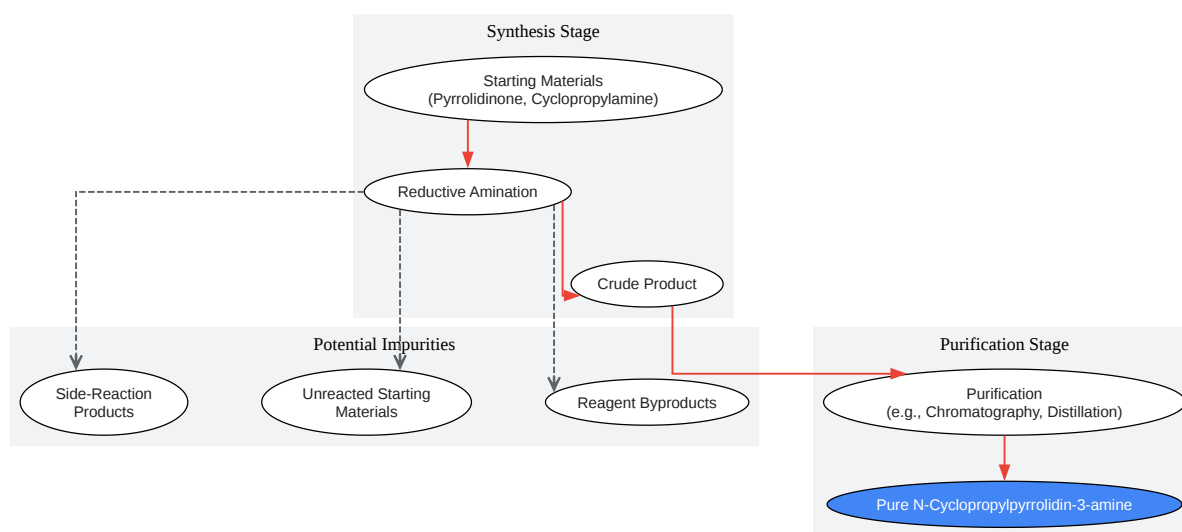 Synthesis Stage
Starting Materials
(Pyrrolidinone, Cyclopropylamine)
Reductive Amination
Crude Product
Potential Impurities
Side-Reaction
Products
Unreacted Starting
Materials
Reagent Byproducts
Purification Stage
Purification
(e.g., Chromatography, Distillation)
Pure N-Cyclopropylpyrrolidin-3-amine